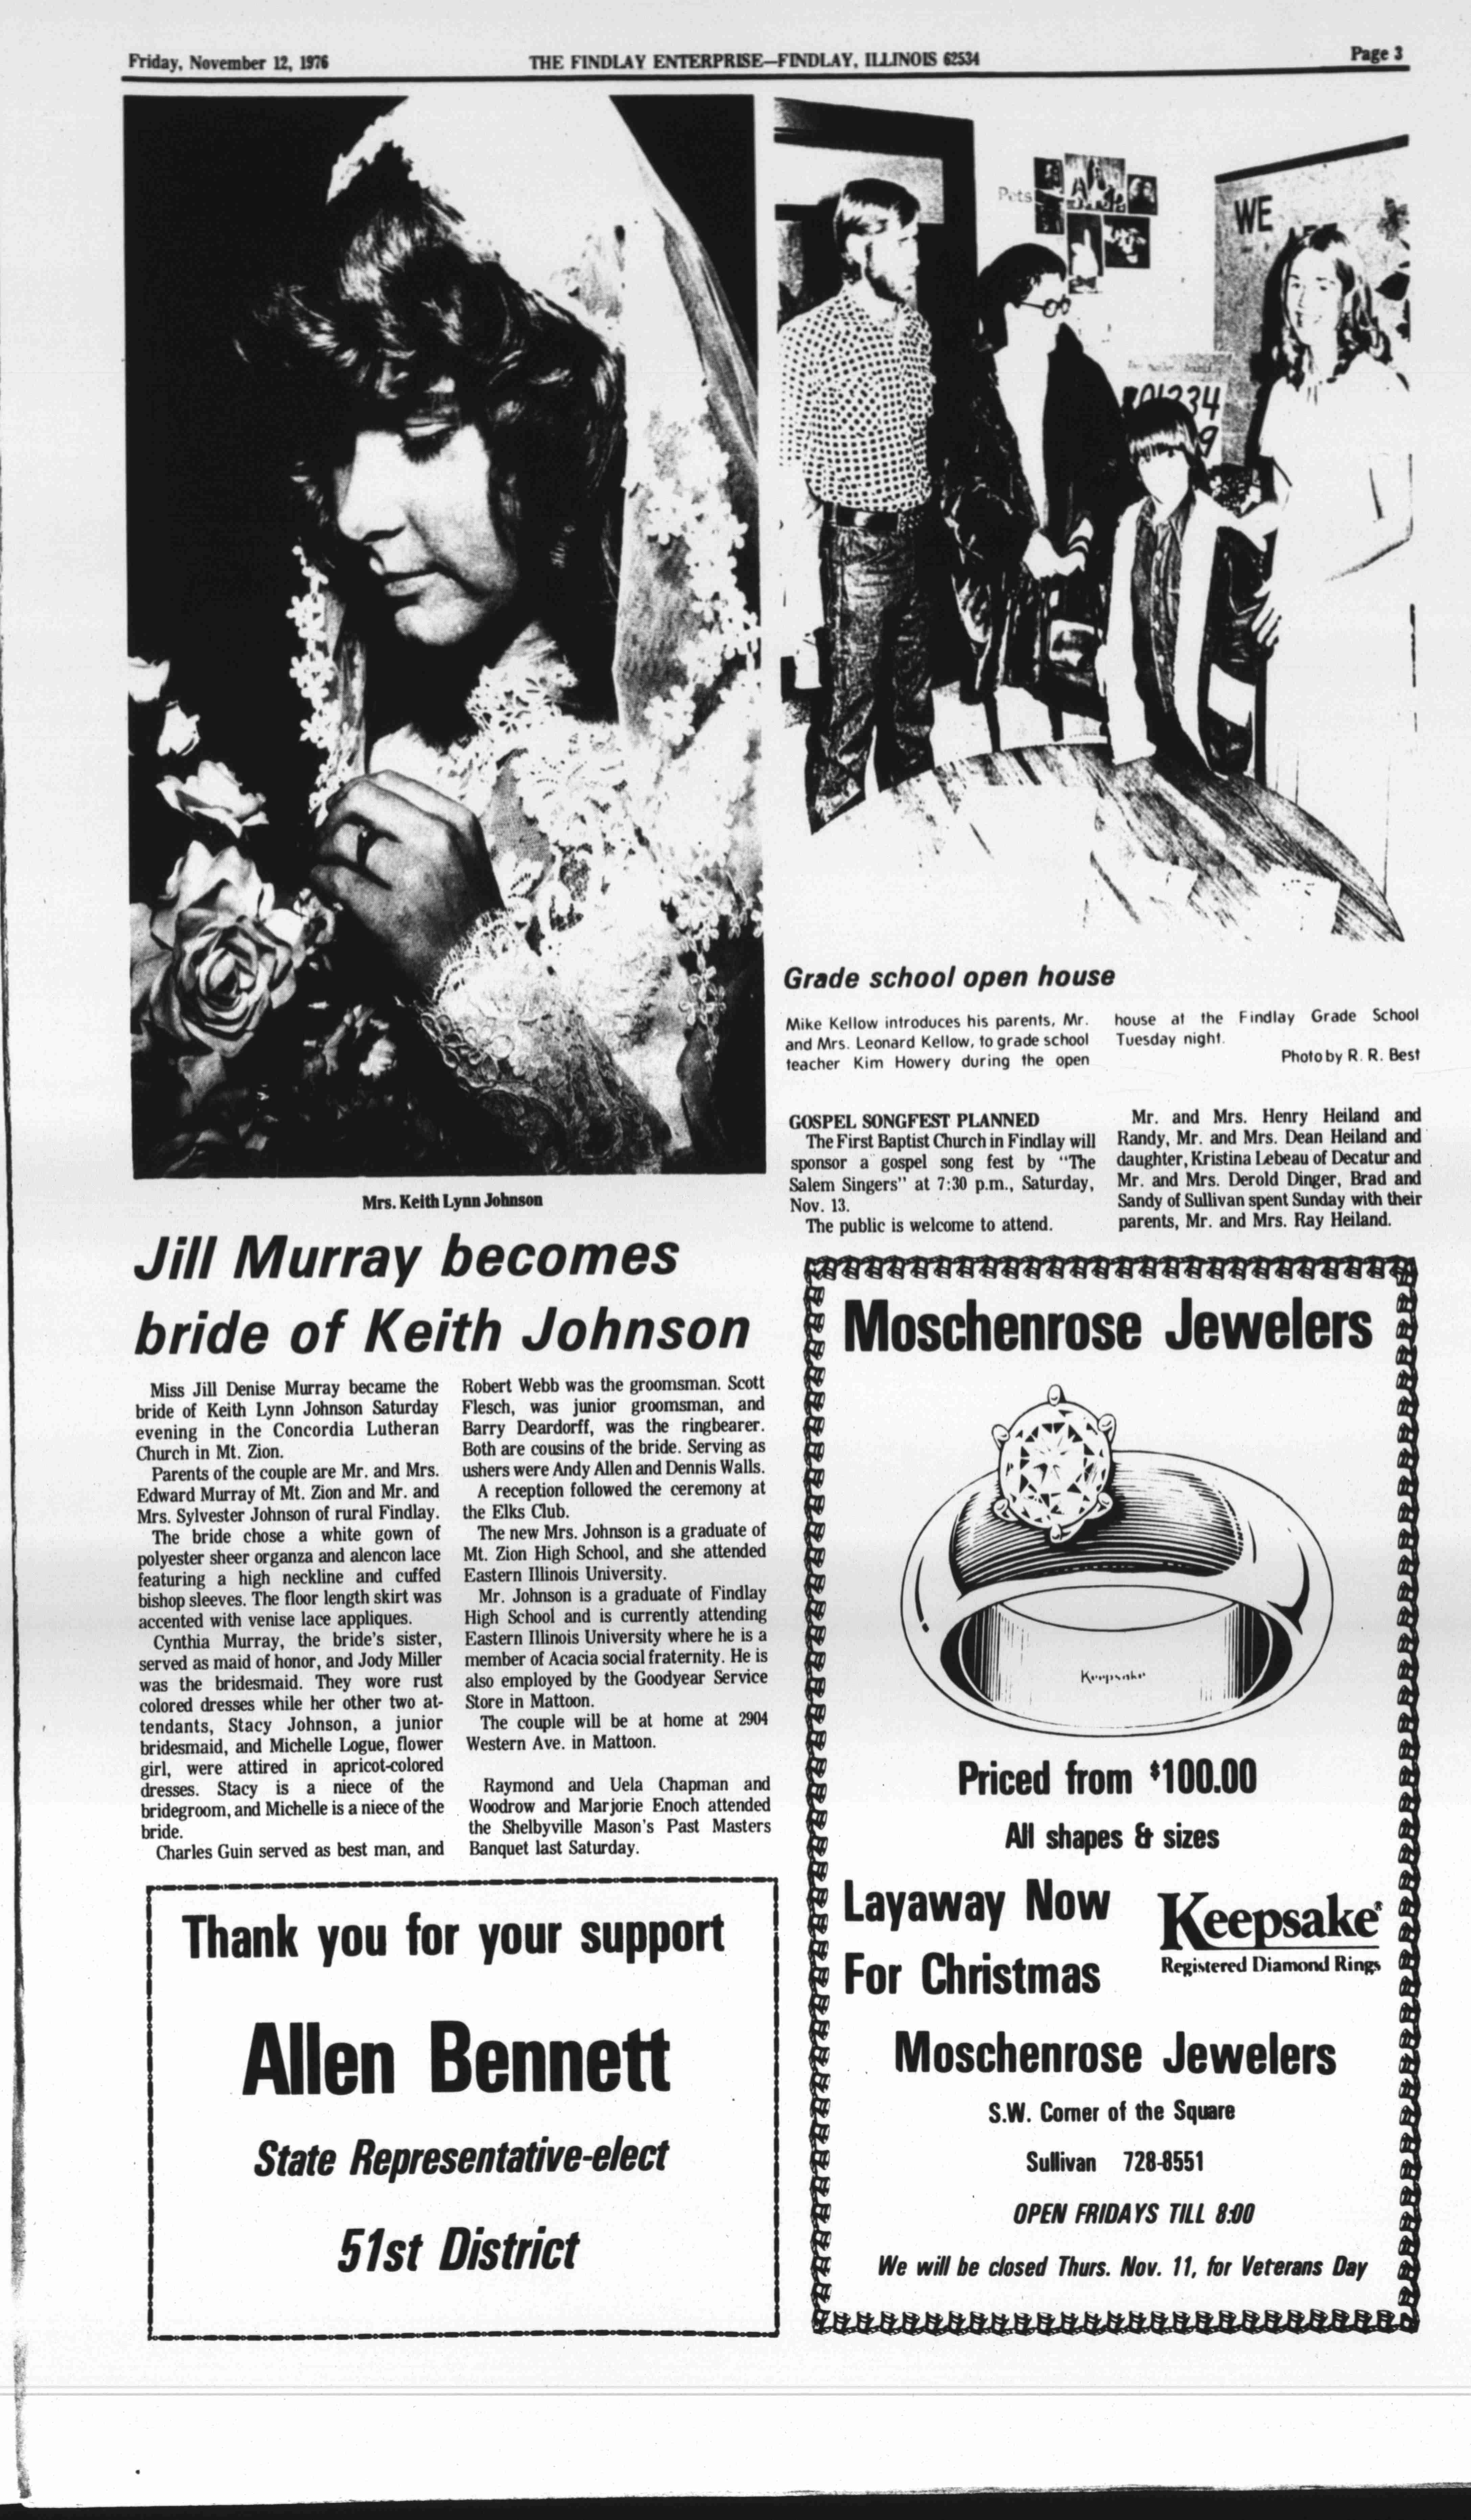 Friday, November 12, 1976
THE FINDLAY ENTERPRISE—FINDLAY, ILLINOIS 62534
Page 3
Mrs. Keith Lynn Johnson
Jill Murray becomes
bride of Keith Johnson
Miss Jill Denise Murray became the
bride of Keith Lynn Johnson Saturday
evening in the Concordia Lutheran
Church in Mt. Zion.
Parents of the couple are Mr. and Mrs.
Edward Murray of Mt. Zion and Mr. and
Mrs. Sylvester Johnson of rural Findlay.
The bride chose a white gown of
polyester sheer organza and alencon lace
featuring a high neckline and cuffed
bishop sleeves. The floor length skirt was
accented with venise lace appliques.
Cynthia Murray, the bride's sister,
served as maid of honor, and Jody Miller
was the bridesmaid. They wore rust
colored dresses while her other two at-
tendants, Stacy Johnson, a junior
bridesmaid, and Michelle Logue, flower
girl, were attired in apricot-colored
dresses. Stacy is a niece of the
bridegroom, and Michelle is a niece of the
bride.
Charles Guin served as best man, and
Robert Webb was the groomsman. Scott
Flesch, was junior groomsman, and
Barry Deardorff, was the ringbearer.
Both are cousins of the bride. Serving as
ushers were Andy Allen and Dennis Walls.
A reception followed the ceremony at
the Elks Club.
The new Mrs. Johnson is a graduate of
Mt. Zion High School, and she attended
Eastern Illinois University.
Mr. Johnson is a graduate of Findlay
High School and is currently attending
Eastern Illinois University where he is a
member of Acacia social fraternity. He is
also employed by the Goodyear Service
Store in Mattoon.
The couple will be at home at 2904
Western Ave. in Mattoon.
Raymond and Uela Chapman and
Woodrow and Marjorie Enoch attended
the Shelbyville Mason's Past Masters
Banquet last Saturday.
Thank you for your support
Allen Bennett
State Representative-elect
51st District
Pets
WE
01234
9
Grade school open house
Mike Kellow introduces his parents, Mr.
and Mrs. Leonard Kellow, to grade school
teacher Kim Howery during the open
house at the Findlay Grade School
Tuesday night.
Photo by R. R. Best
GOSPEL SONGFEST PLANNED
The First Baptist Church in Findlay will
sponsor a gospel song fest by "The
Salem Singers" at 7:30 p.m., Saturday,
Nov. 13.
The public is welcome to attend.
Mr. and Mrs. Henry Heiland and
Randy, Mr. and Mrs. Dean Heiland and
daughter, Kristina Lebeau of Decatur and
Mr. and Mrs. Derold Dinger, Brad and
Sandy of Sullivan spent Sunday with their
parents, Mr. and Mrs. Ray Heiland.
Moschenrose Jewelers
Keepsake
Priced from $100.00
All shapes & sizes
Layaway Now
For Christmas
Keepsake®
Registered Diamond Rings
Moschenrose Jewelers
S.W. Corner of the Square
Sullivan 728-8551
OPEN FRIDAYS TILL 8:00
We will be closed Thurs. Nov. 11, for Veterans Day